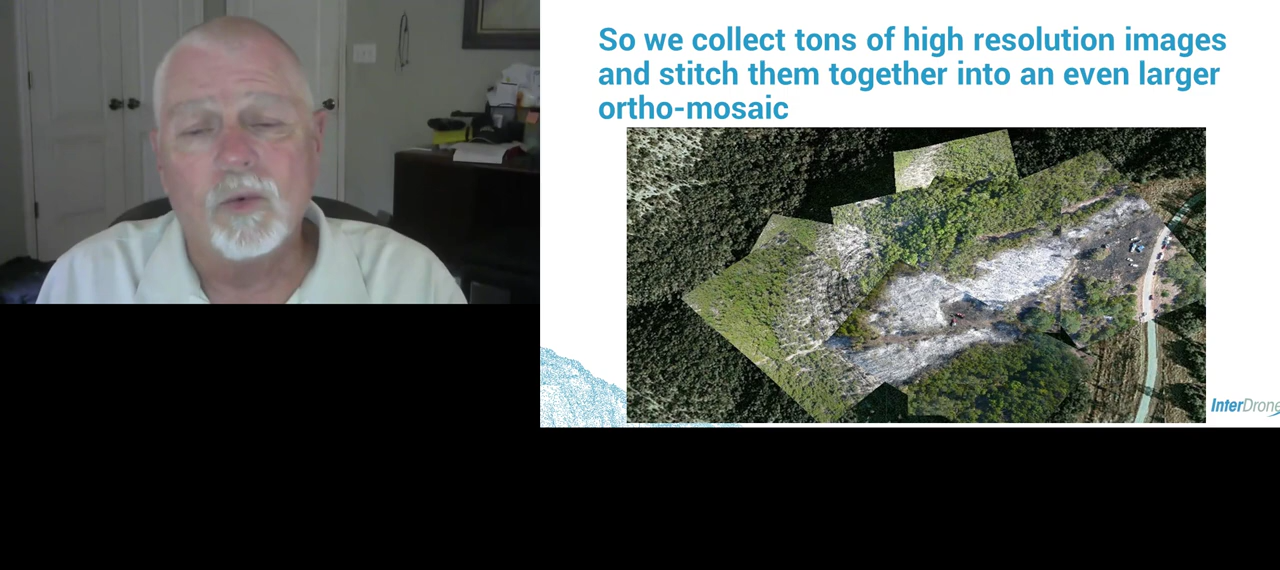 So we collect tons of high resolution images
and stitch them together into an even larger
ortho-mosaic
InterDrone